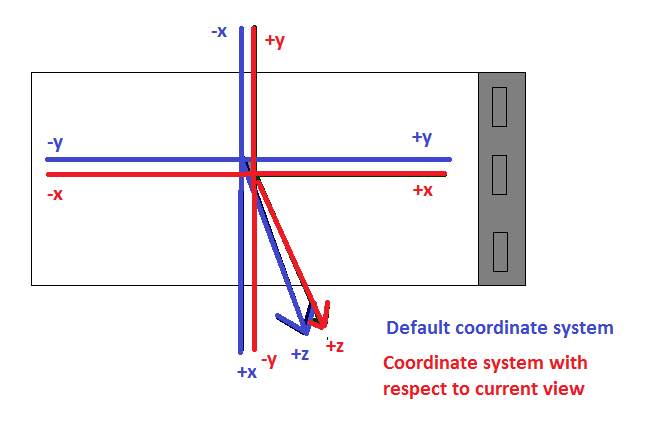 -x
+y
-y
+y
-x
+x
+z
+z
-y
+x
Default coordinate system
Coordinate system with
respect to current view